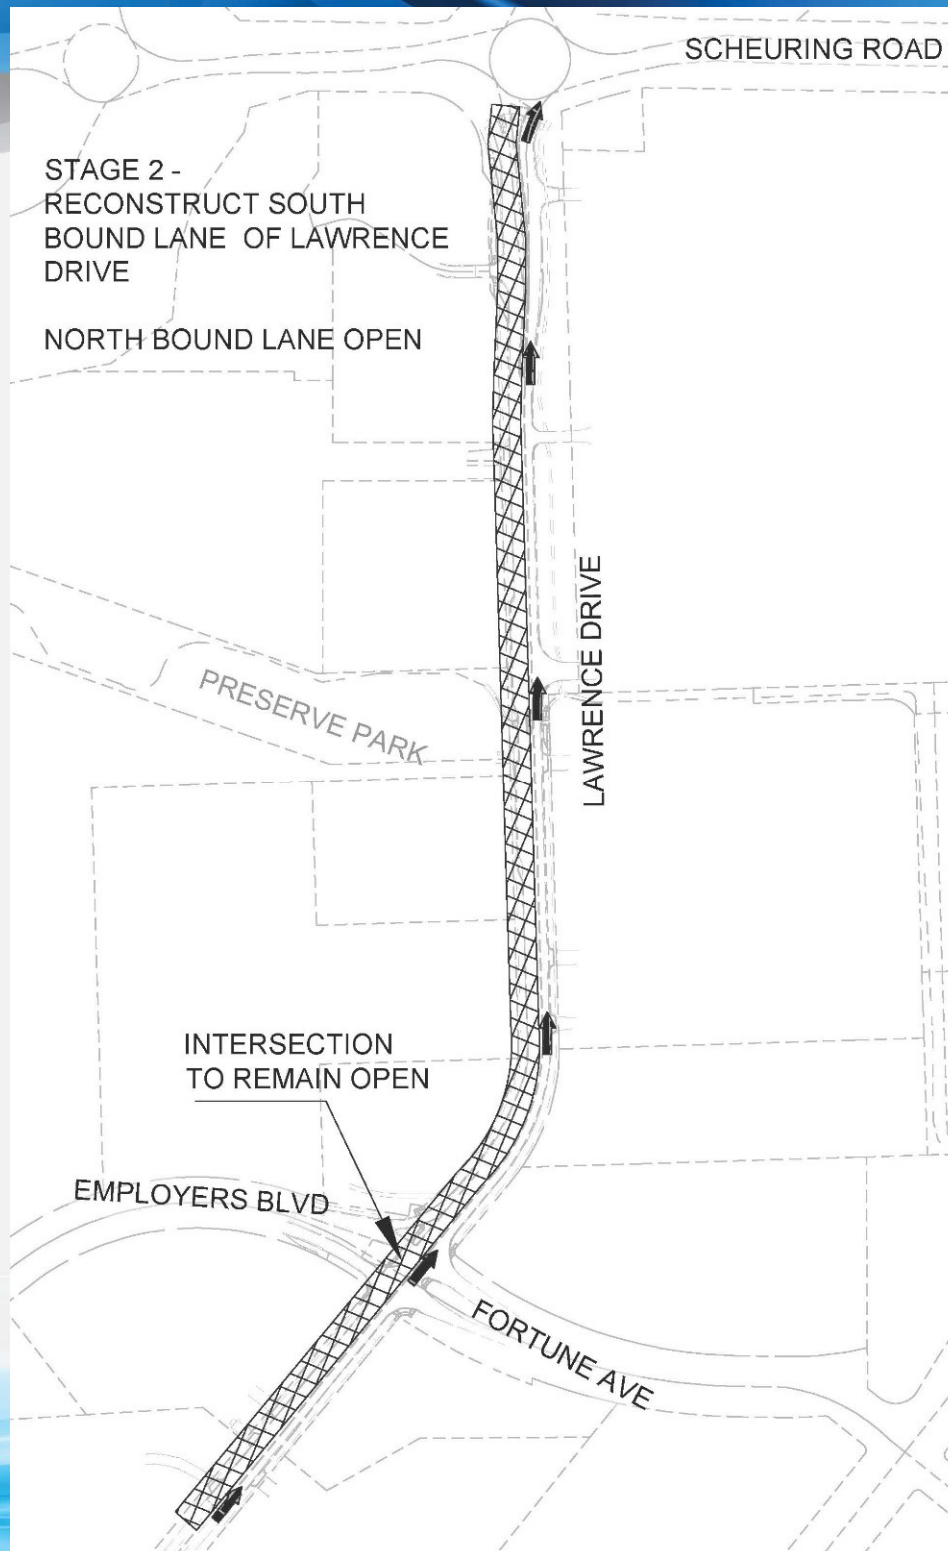 SCHEURING ROAD
STAGE 2 -
RECONSTRUCT SOUTH
BOUND LANE OF LAWRENCE
DRIVE
NORTH BOUND LANE OPEN
LAWRENCE DRIVE
PRESERVE PARK
INTERSECTION
TO REMAIN OPEN
EMPLOYERS BLVD
FORTUNE AVE